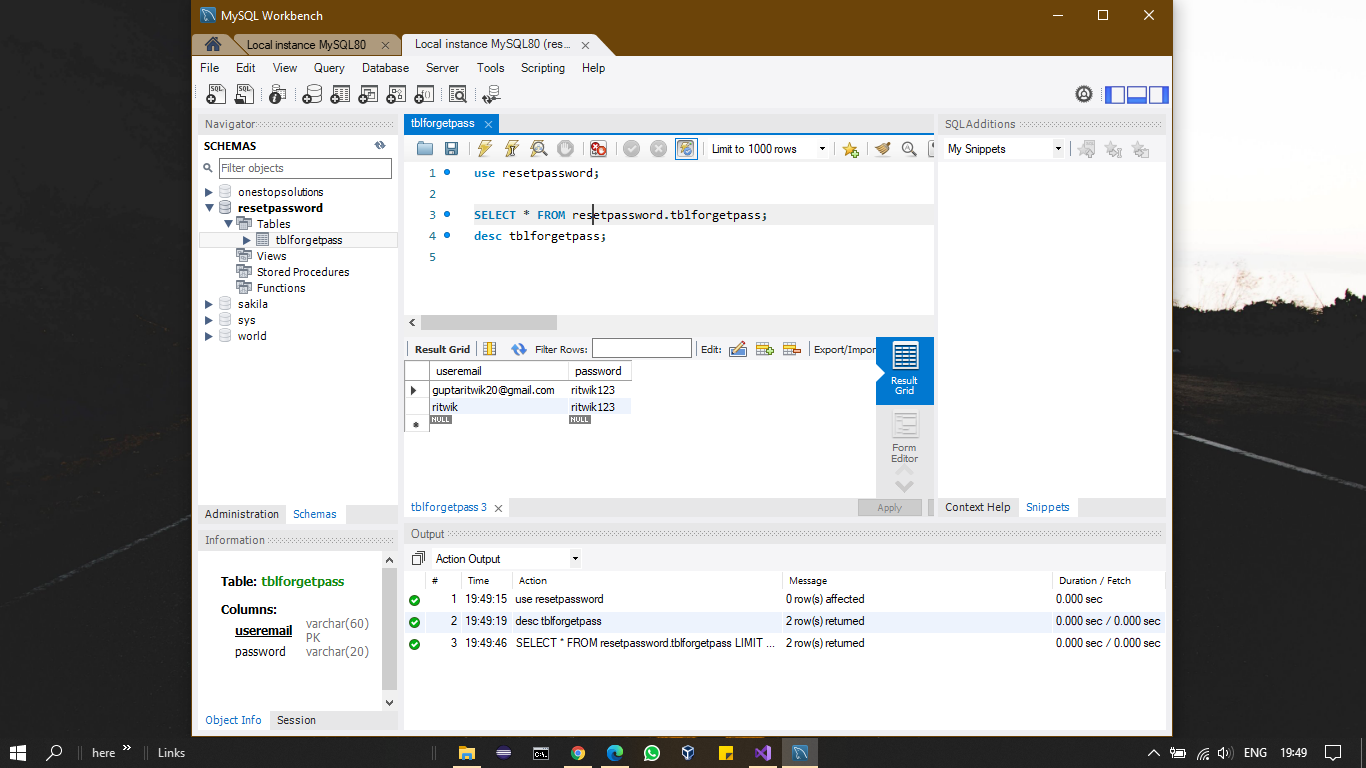 MySQL Workbench
Local instance MySQL80
Local instance MySQL80 (res...
File Edit View Query Database Server Tools Scripting Help
Navigator
SCHEMAS
Filter objects
onestopsolutions
resetpassword
Tables
tblforgetpass
Views
Stored Procedures
Functions
sakila
sys
world
Administration Schemas
Information
Table: tblforgetpass
Columns:
useremail varchar(60) PK
password varchar(20)
Object Info Session
tblforgetpass
Limit to 1000 rows
1 use resetpassword;
2
3 SELECT * FROM resetpassword.tblforgetpass;
4 desc tblforgetpass;
5
Result Grid Filter Rows: Edit: Export/Impor
useremail password
guptaritwik20@gmail.com ritwik123
ritwik ritwik123
NULL NULL
Result Grid
Form Editor
tblforgetpass 3
Apply
SQLAdditions
My Snippets
Context Help Snippets
Output
Action Output
# Time Action Message Duration / Fetch
1 19:49:15 use resetpassword 0 row(s) affected 0.000 sec
2 19:49:19 desc tblforgetpass 2 row(s) returned 0.000 sec / 0.000 sec
3 19:49:46 SELECT * FROM resetpassword.tblforgetpass LIMIT ... 2 row(s) returned 0.000 sec / 0.000 sec
here » Links ENG 19:49